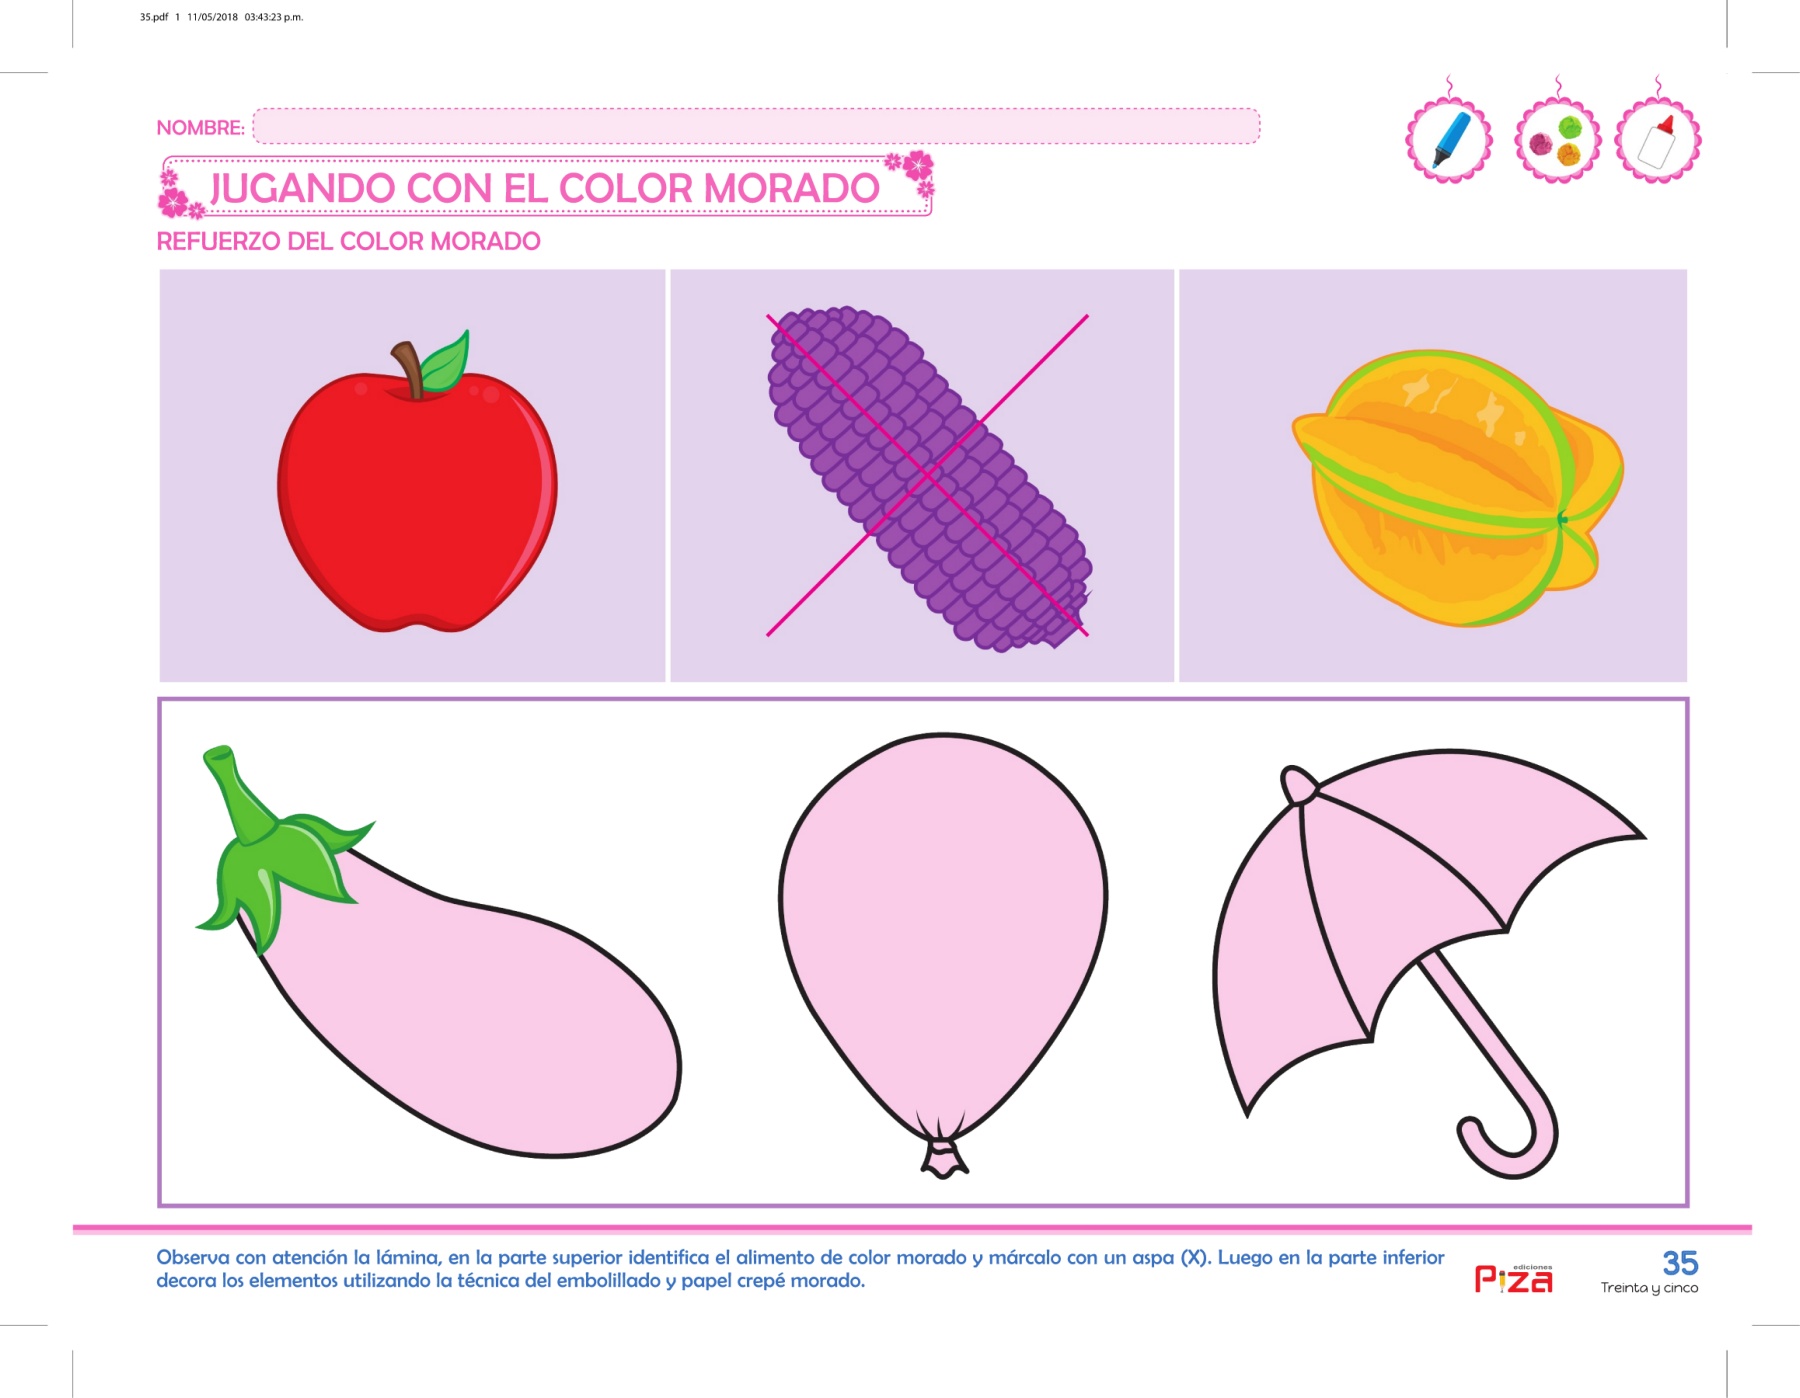 35.pdf 1 11/05/2018 03:43:23 p.m.
NOMBRE:
JUGANDO CON EL COLOR MORADO
REFUERZO DEL COLOR MORADO
Observa con atención la lámina, en la parte superior identifica el alimento de color morado y márcalo con un aspa (X). Luego en la parte inferior
decora los elementos utilizando la técnica del embolillado y papel crepé morado.
ediciones
Piza
35
Treinta y cinco